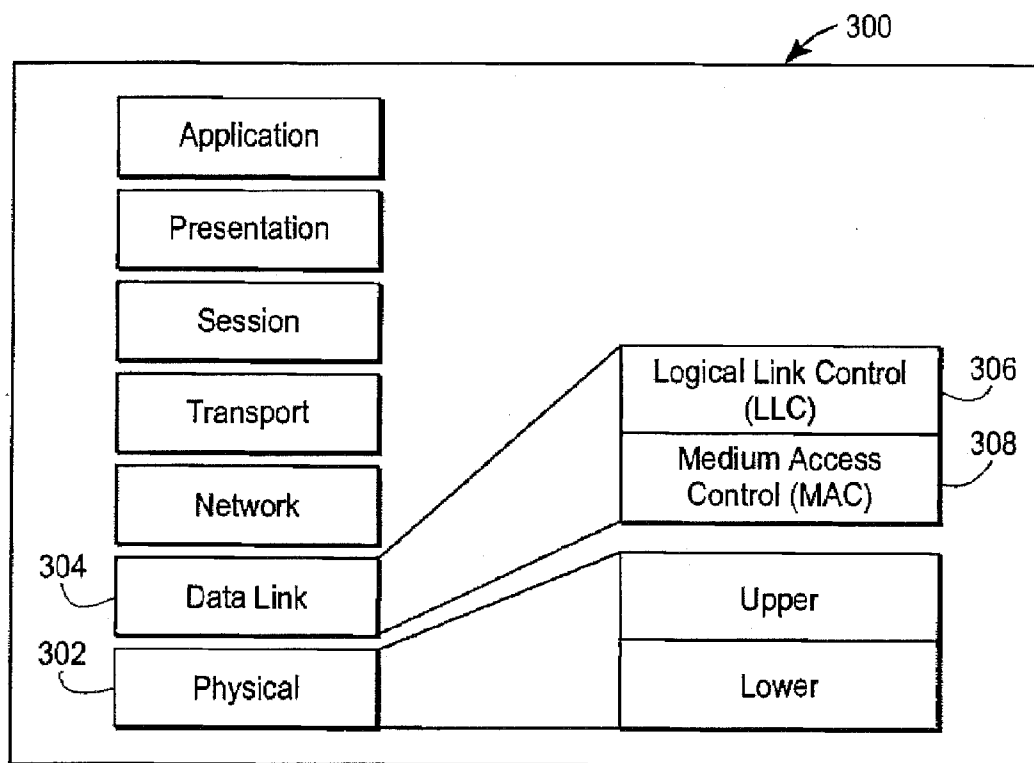 300
Application
Presentation
Session
Transport
Network
304
Data Link
302
Physical
Logical Link Control
(LLC)
306
Medium Access
Control (MAC)
308
Upper
Lower